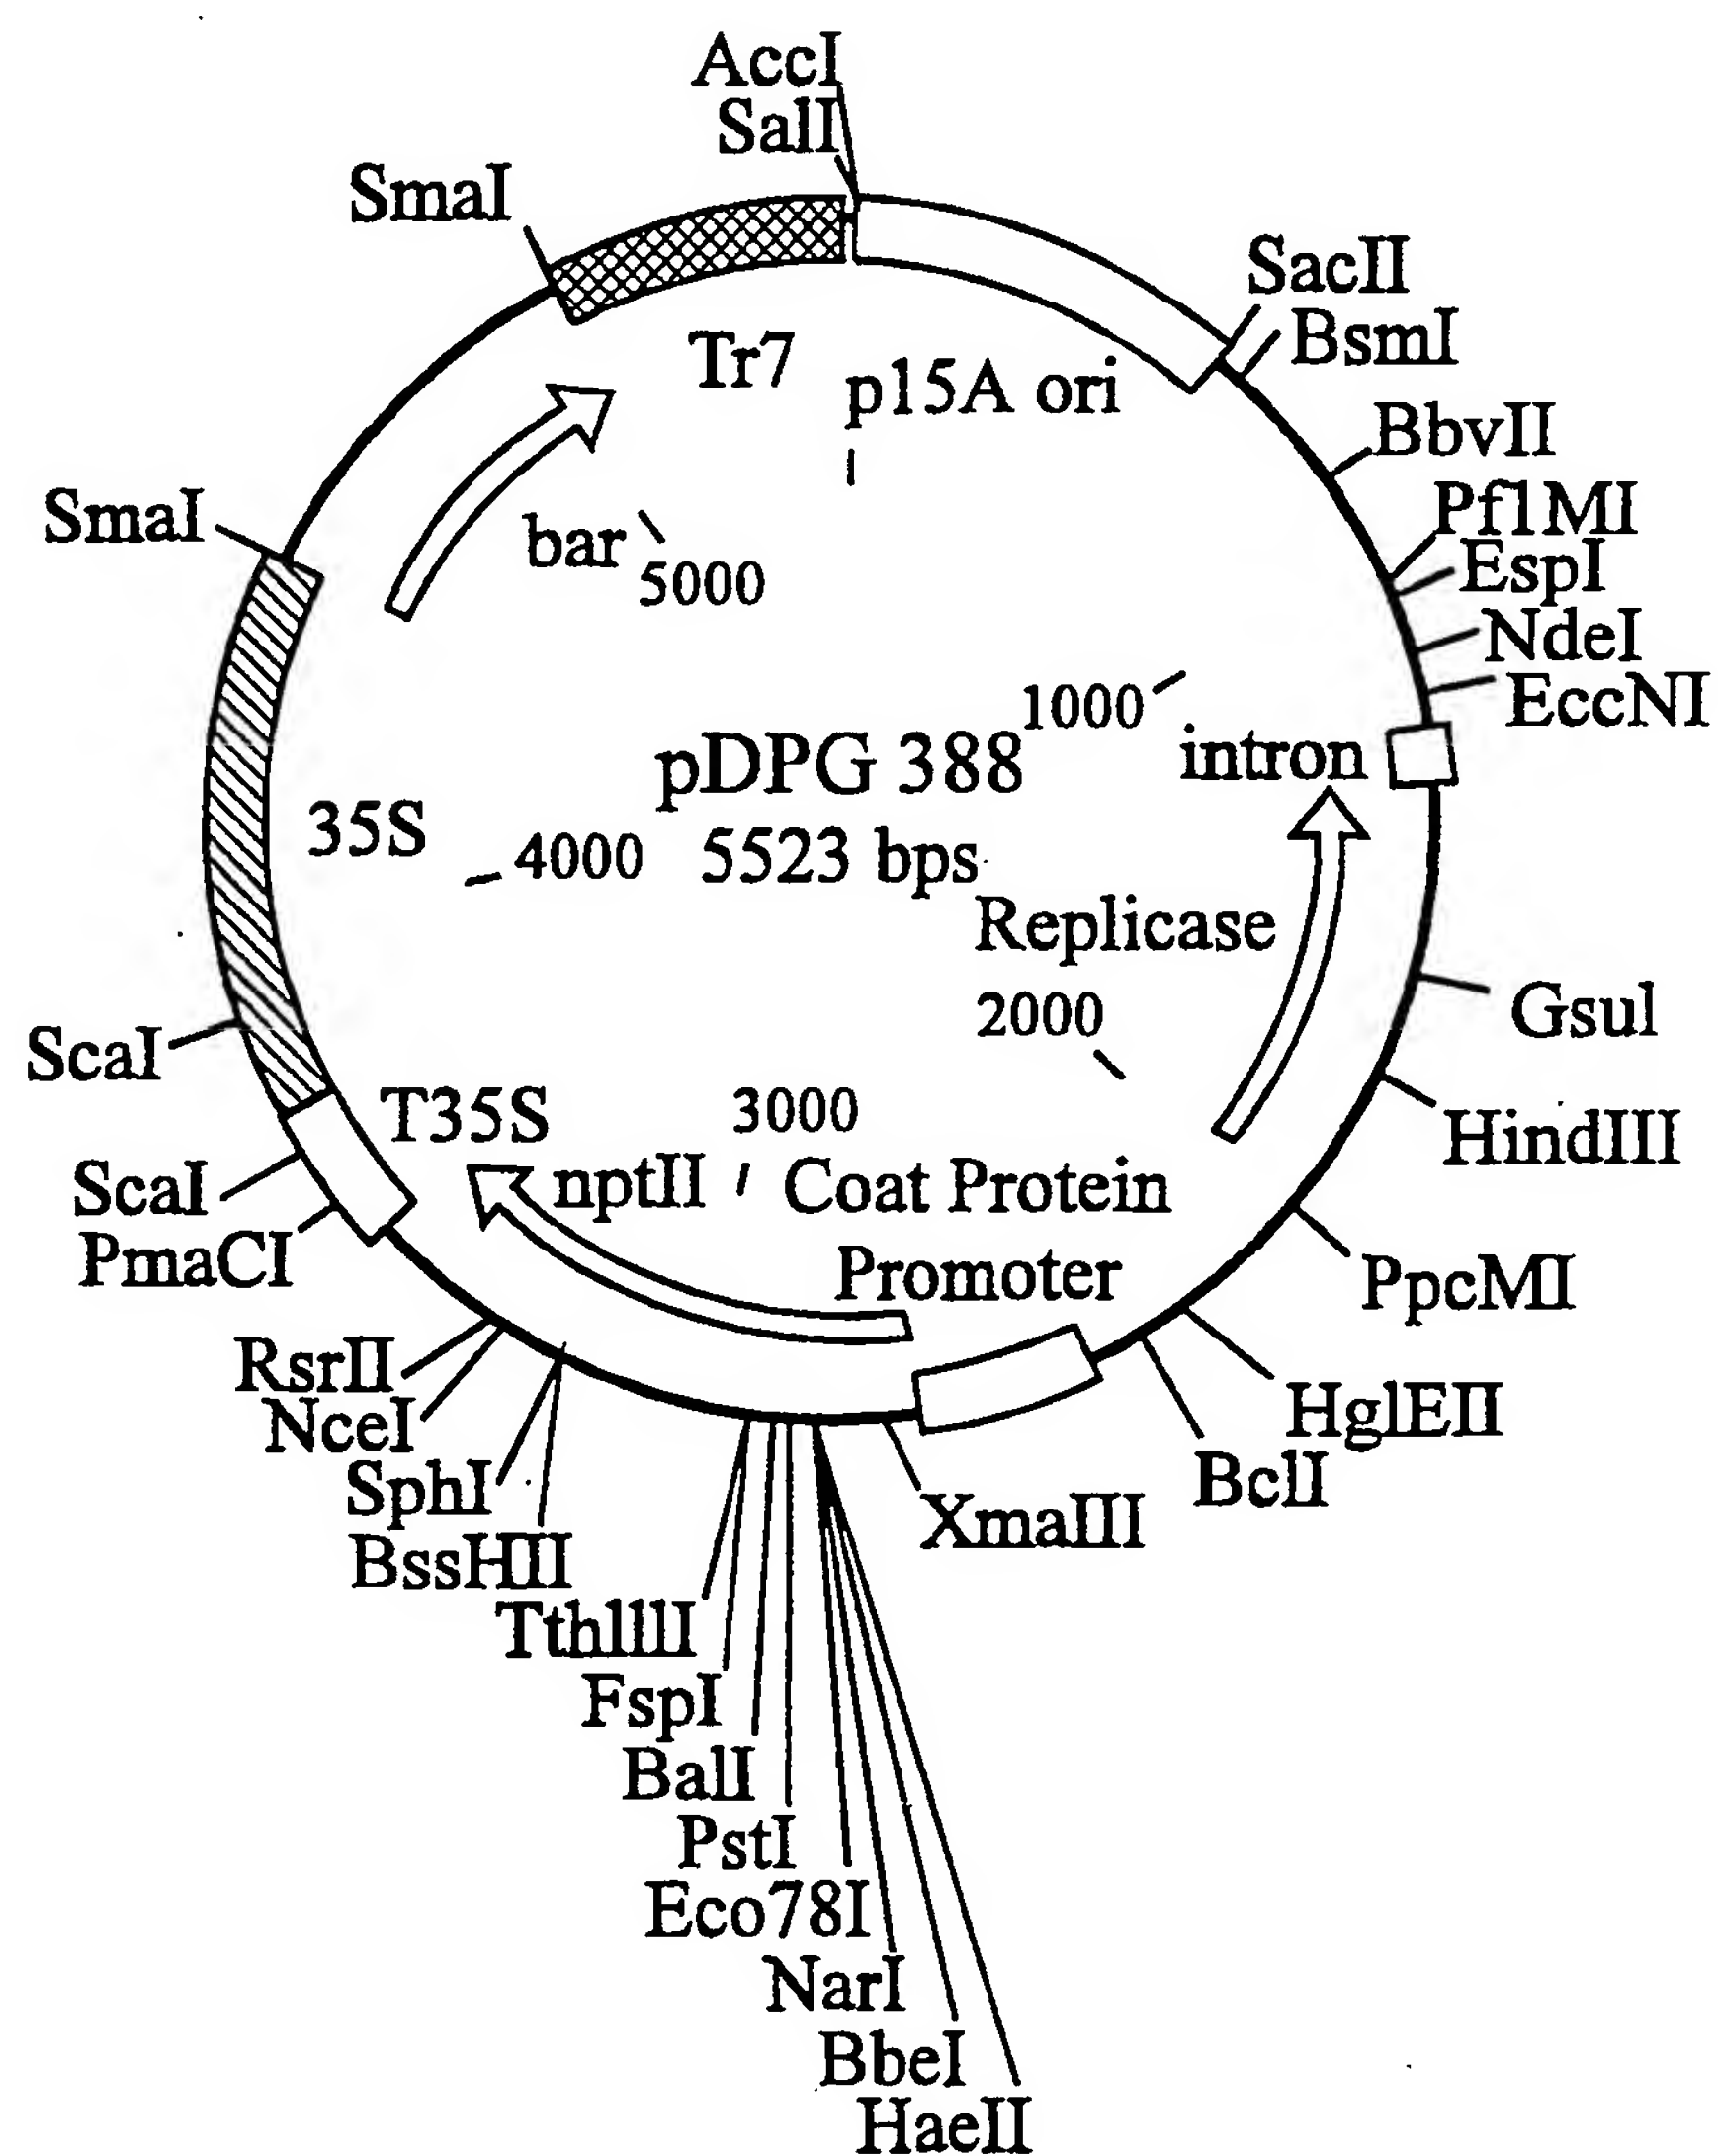 AccI
SalI
SmaI
SacII
BsmI
Tr7
p15A ori
BbvII
Pf1MI
SmaI
bar
EspI
5000
NdeI
1000
EccNI
pDPG 388
intron
35S
4000
5523 bps
Replicase
2000
Gsul
ScaI
T35S
3000
HindIII
ScaI
nptII
Coat Protein
PmaCI
Promoter
PpcMI
RsrII
HglEII
NceI
BclI
SphI
XmaIII
BssHII
TthlllI
FspI
BalI
PstI
Eco78I
NarI
BbeI
HaeII